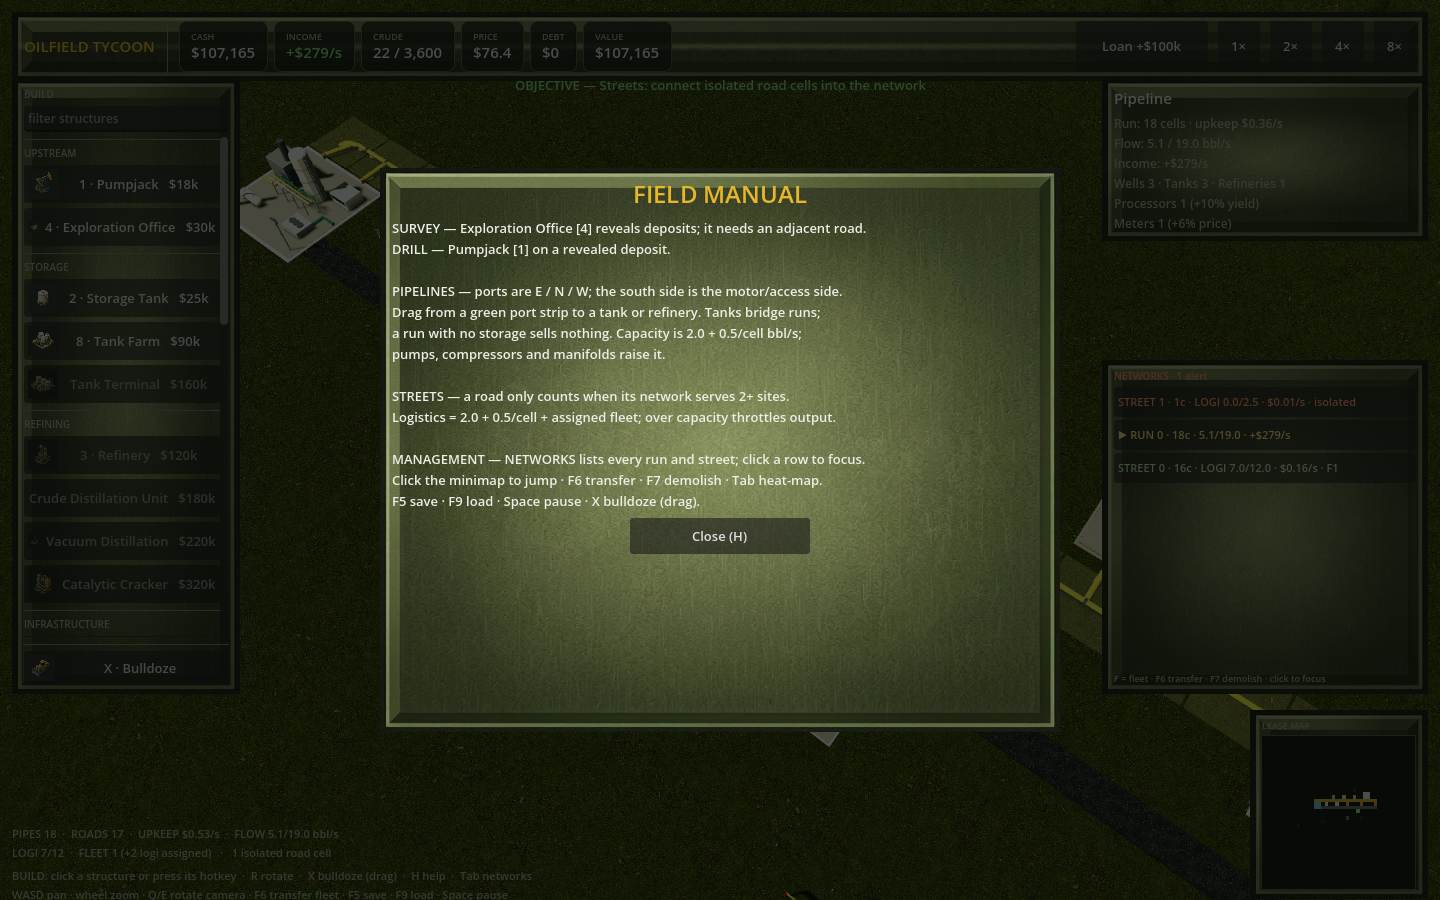 OILFIELD TYCOON
CASH
$107,165
INCOME
+$279/s
CRUDE
22 / 3,600
PRICE
$76.4
DEBT
$0
VALUE
$107,165
Loan +$100k
1×
2×
4×
8×
OBJECTIVE — Streets: connect isolated road cells into the network
BUILD
filter structures
UPSTREAM
1 · Pumpjack $18k
4 · Exploration Office $30k
STORAGE
2 · Storage Tank $25k
8 · Tank Farm $90k
Tank Terminal $160k
REFINING
3 · Refinery $120k
Crude Distillation Unit $180k
Vacuum Distillation $220k
Catalytic Cracker $320k
INFRASTRUCTURE
X · Bulldoze
FIELD MANUAL
SURVEY — Exploration Office [4] reveals deposits; it needs an adjacent road.
DRILL — Pumpjack [1] on a revealed deposit.
PIPELINES — ports are E / N / W; the south side is the motor/access side.
Drag from a green port strip to a tank or refinery. Tanks bridge runs;
a run with no storage sells nothing. Capacity is 2.0 + 0.5/cell bbl/s;
pumps, compressors and manifolds raise it.
STREETS — a road only counts when its network serves 2+ sites.
Logistics = 2.0 + 0.5/cell + assigned fleet; over capacity throttles output.
MANAGEMENT — NETWORKS lists every run and street; click a row to focus.
Click the minimap to jump · F6 transfer · F7 demolish · Tab heat-map.
F5 save · F9 load · Space pause · X bulldoze (drag).
Close (H)
Pipeline
Run: 18 cells · upkeep $0.36/s
Flow: 5.1 / 19.0 bbl/s
Income: +$279/s
Wells 3 · Tanks 3 · Refineries 1
Processors 1 (+10% yield)
Meters 1 (+6% price)
NETWORKS · 1 alert
STREET 1 · 1c · LOGI 0.0/2.5 · $0.01/s · isolated
▶ RUN 0 · 18c · 5.1/19.0 · +$279/s
STREET 0 · 16c · LOGI 7.0/12.0 · $0.16/s · F1
F = fleet · F6 transfer · F7 demolish · click to focus
LEASE MAP
PIPES 18 · ROADS 17 · UPKEEP $0.53/s · FLOW 5.1/19.0 bbl/s
LOGI 7/12 · FLEET 1 (+2 logi assigned) · 1 isolated road cell
BUILD: click a structure or press its hotkey · R rotate · X bulldoze (drag) · H help · Tab networks
WASD pan · wheel zoom · Q/E rotate camera · F6 transfer fleet · F5 save · F9 load · Space pause